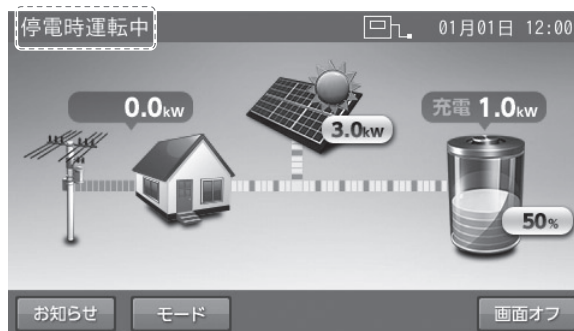 停電時運転中 01月01日 12:00
0.0kw
3.0kw
充電 1.0kw
50%
お知らせ モード 画面オフ